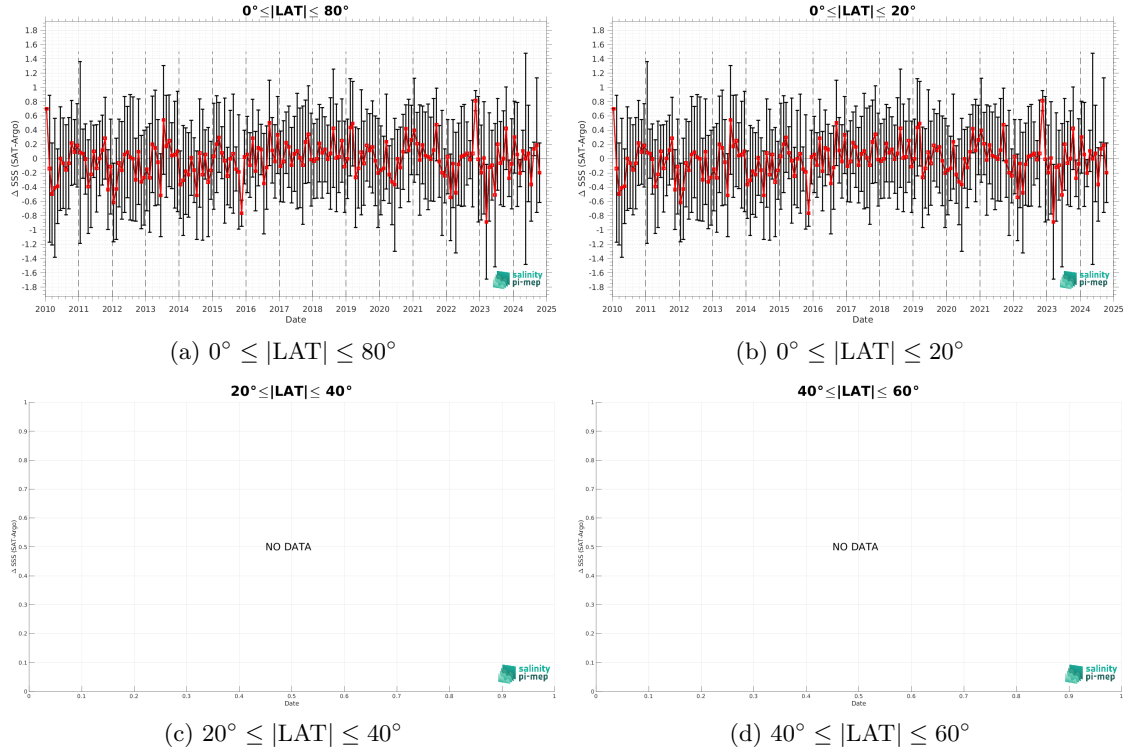 0°≤|LAT|≤ 80°
1.8
1.6
1.4
1.2
1
0.8
0.6
0.4
0.2
0
-0.2
-0.4
-0.6
-0.8
-1
-1.2
-1.4
-1.6
-1.8
Δ SSS (SAT-Argo)
2010 2011 2012 2013 2014 2015 2016 2017 2018 2019 2020 2021 2022 2023 2024 2025
Date
salinity
pi-mep
(a) 0° ≤ |LAT| ≤ 80°
0°≤|LAT|≤ 20°
1.8
1.6
1.4
1.2
1
0.8
0.6
0.4
0.2
0
-0.2
-0.4
-0.6
-0.8
-1
-1.2
-1.4
-1.6
-1.8
Δ SSS (SAT-Argo)
2010 2011 2012 2013 2014 2015 2016 2017 2018 2019 2020 2021 2022 2023 2024 2025
Date
salinity
pi-mep
(b) 0° ≤ |LAT| ≤ 20°
20°≤|LAT|≤ 40°
1
0.9
0.8
0.7
0.6
0.5
0.4
0.3
0.2
0.1
0
Δ SSS (SAT-Argo)
NO DATA
0 0.1 0.2 0.3 0.4 0.5 0.6 0.7 0.8 0.9 1
Date
salinity
pi-mep
(c) 20° ≤ |LAT| ≤ 40°
40°≤|LAT|≤ 60°
1
0.9
0.8
0.7
0.6
0.5
0.4
0.3
0.2
0.1
0
Δ SSS (SAT-Argo)
NO DATA
0 0.1 0.2 0.3 0.4 0.5 0.6 0.7 0.8 0.9 1
Date
salinity
pi-mep
(d) 40° ≤ |LAT| ≤ 60°